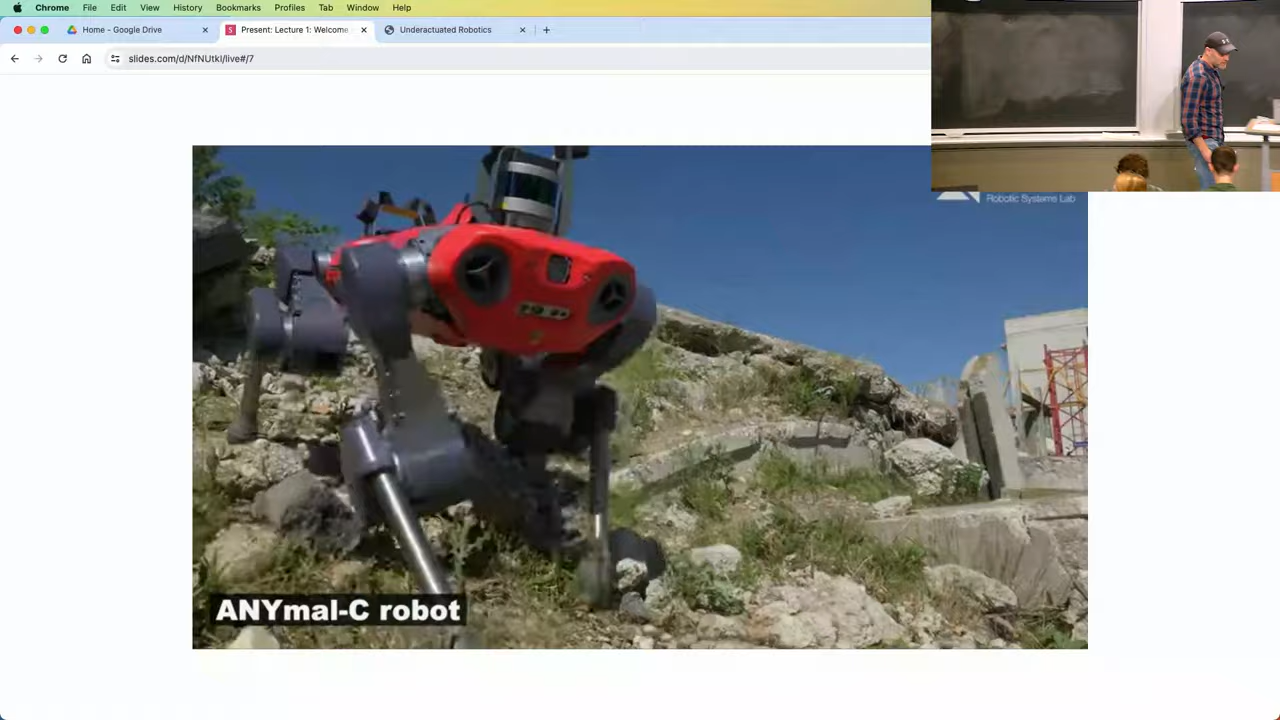 Chrome File Edit View History Bookmarks Profiles Tab Window Help
Home - Google Drive
Present: Lecture 1: Welcome
Underactuated Robotics
slides.com/d/NfNUtkI/live#/7
Robotic Systems Lab
ANYmal-C robot